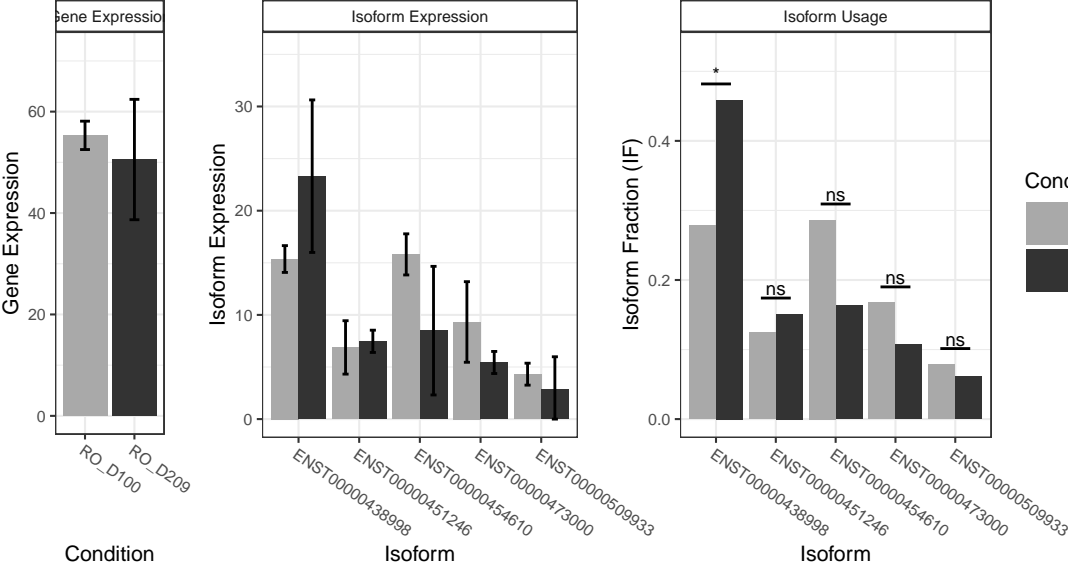 Gene Expression
Isoform Expression
Isoform Usage
Gene Expression
60
40
20
0
RO_D100
RO_D209
Condition
Isoform Expression
30
20
10
0
ENST00000438998
ENST00000451246
ENST00000454610
ENST00000473000
ENST00000509933
Isoform
Isoform Fraction (IF)
0.4
0.2
0.0
*
ns
ns
ns
ns
ENST00000438998
ENST00000451246
ENST00000454610
ENST00000473000
ENST00000509933
Isoform
Cond